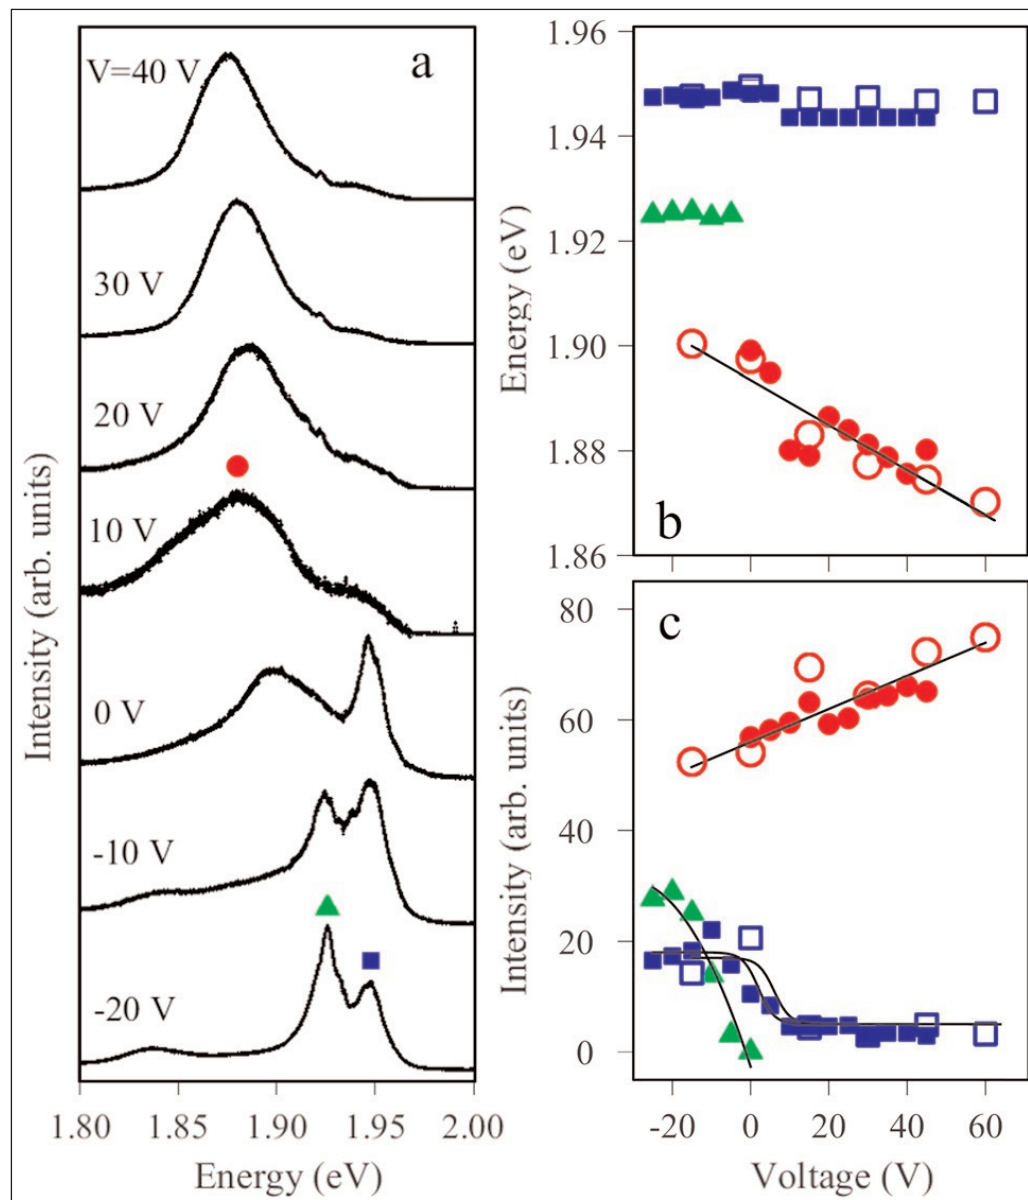 a
V=40 V
30 V
20 V
10 V
0 V
-10 V
-20 V
Intensity (arb. units)
1.80 1.85 1.90 1.95 2.00
Energy (eV)
1.96
1.94
1.92
1.90
1.88
1.86
Energy (eV)
b
c
80
60
40
20
0
Intensity (arb. units)
-20 0 20 40 60
Voltage (V)